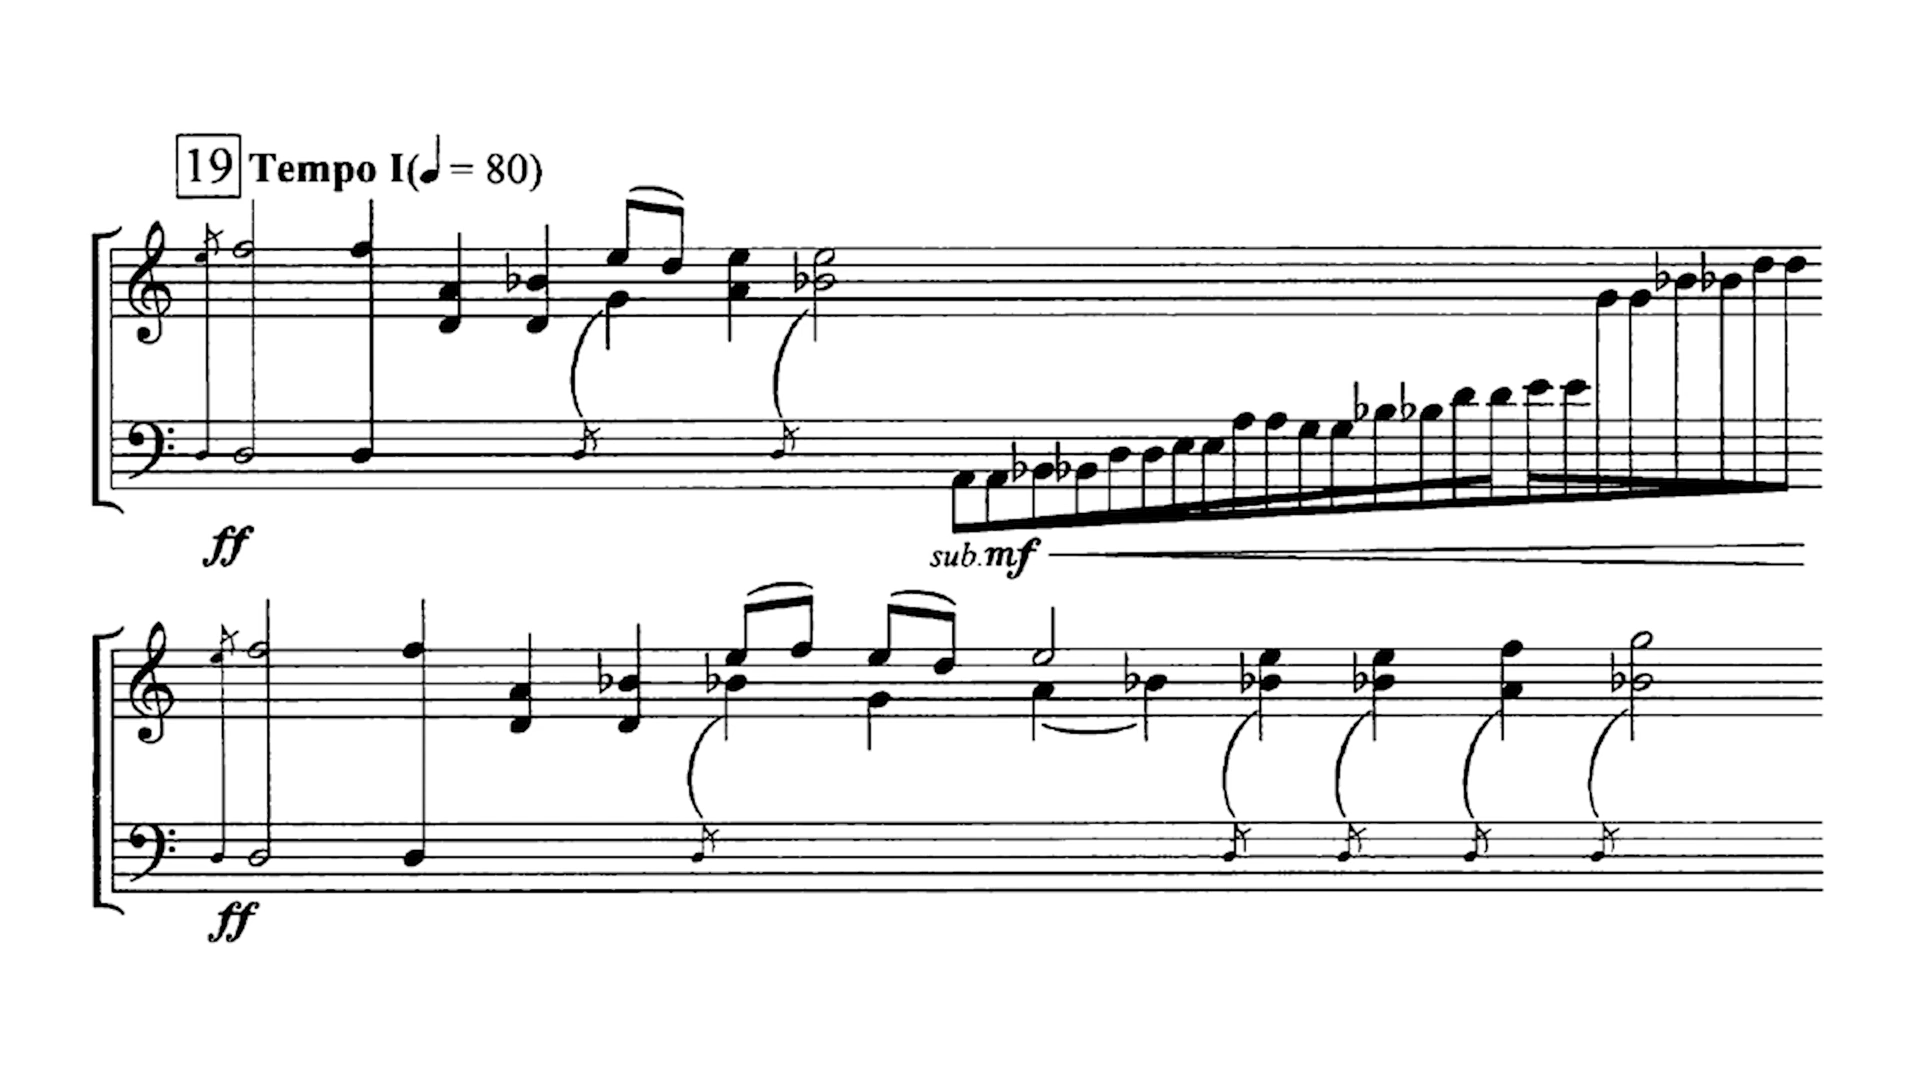 19 Tempo I(♩ = 80)
ff
sub. mf
ff